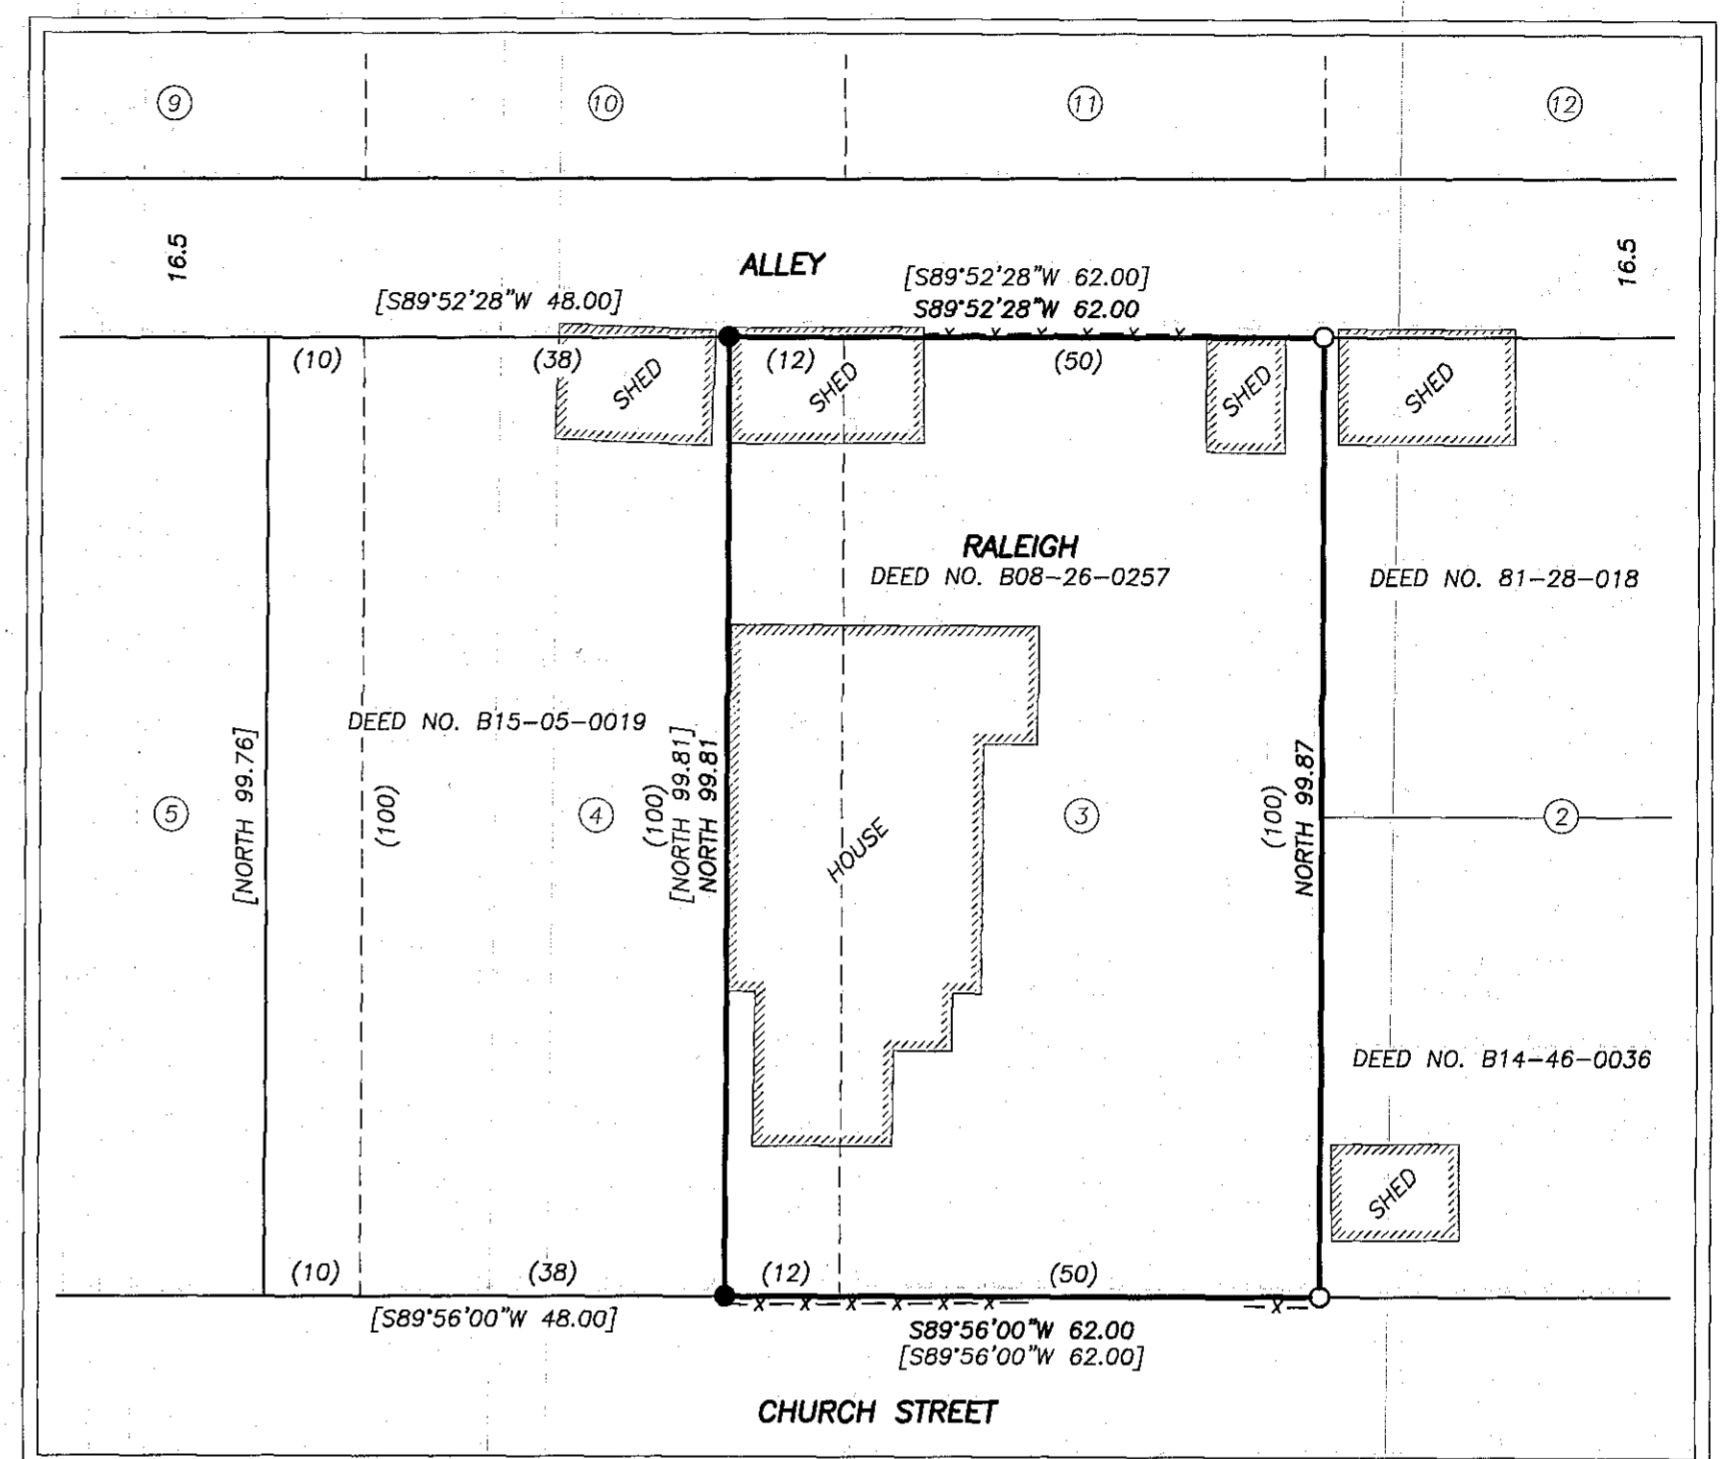 9
10
11
12
16.5
16.5
ALLEY
[S89°52'28"W 62.00]
[S89°52'28"W 48.00]
S89°52'28"W 62.00
(10)
(38)
(12)
(50)
SHED
SHED
SHED
SHED
RALEIGH
DEED NO. B08-26-0257
DEED NO. 81-28-018
DEED NO. B15-05-0019
[NORTH 99.76]
(100)
(100)
[NORTH 99.81]
NORTH 99.81
(100)
NORTH 99.87
5
4
HOUSE
3
2
DEED NO. B14-46-0036
SHED
(10)
(38)
(12)
(50)
[S89°56'00"W 48.00]
S89°56'00"W 62.00
[S89°56'00"W 62.00]
CHURCH STREET